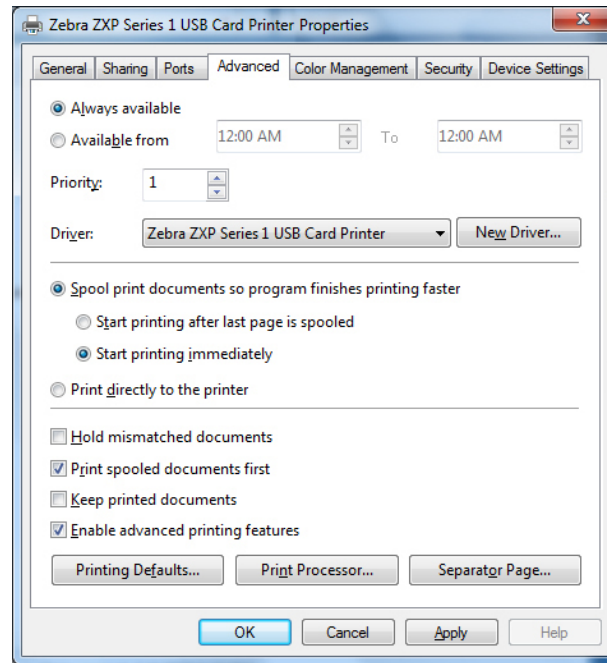 Zebra ZXP Series 1 USB Card Printer Properties
General Sharing Ports Advanced Color Management Security Device Settings
Always available
Available from 12:00 AM To 12:00 AM
Priority: 1
Driver: Zebra ZXP Series 1 USB Card Printer New Driver...
Spool print documents so program finishes printing faster
Start printing after last page is spooled
Start printing immediately
Print directly to the printer
Hold mismatched documents
Print spooled documents first
Keep printed documents
Enable advanced printing features
Printing Defaults... Print Processor... Separator Page...
OK Cancel Apply Help